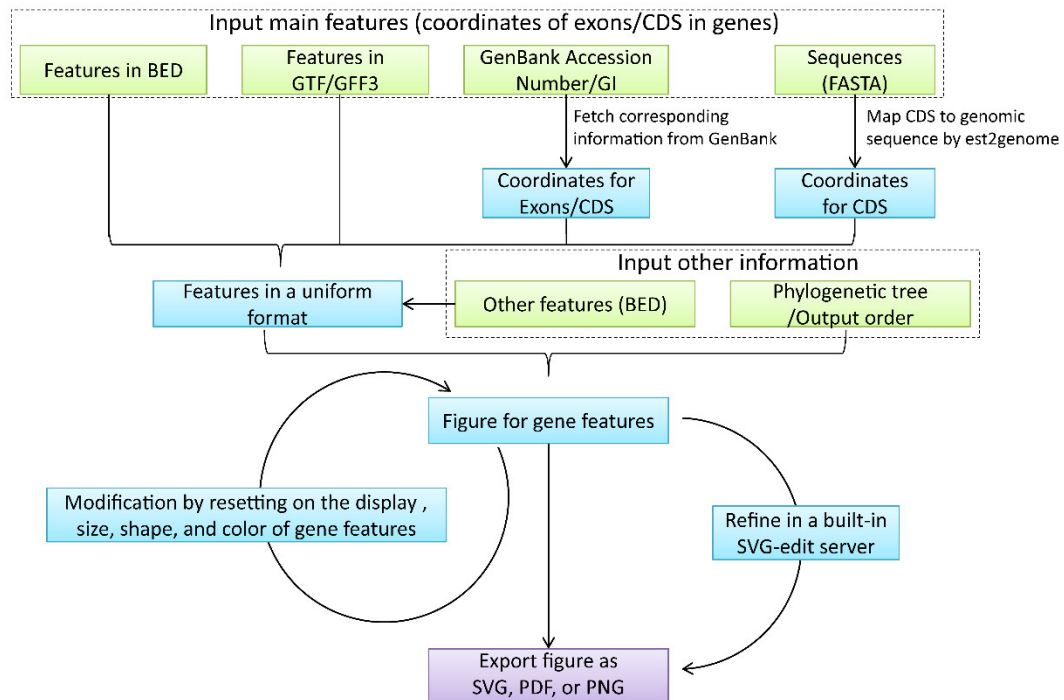 Input main features (coordinates of exons/CDS in genes)
Features in BED
Features in
GTF/GFF3
GenBank Accession
Number/GI
Sequences
(FASTA)
Fetch corresponding
information from GenBank
Map CDS to genomic
sequence by est2genome
Coordinates for
Exons/CDS
Coordinates
for CDS
Input other information
Features in a uniform
format
Other features (BED)
Phylogenetic tree
/Output order
Figure for gene features
Modification by resetting on the display ,
size, shape, and color of gene features
Refine in a built-in
SVG-edit server
Export figure as
SVG, PDF, or PNG